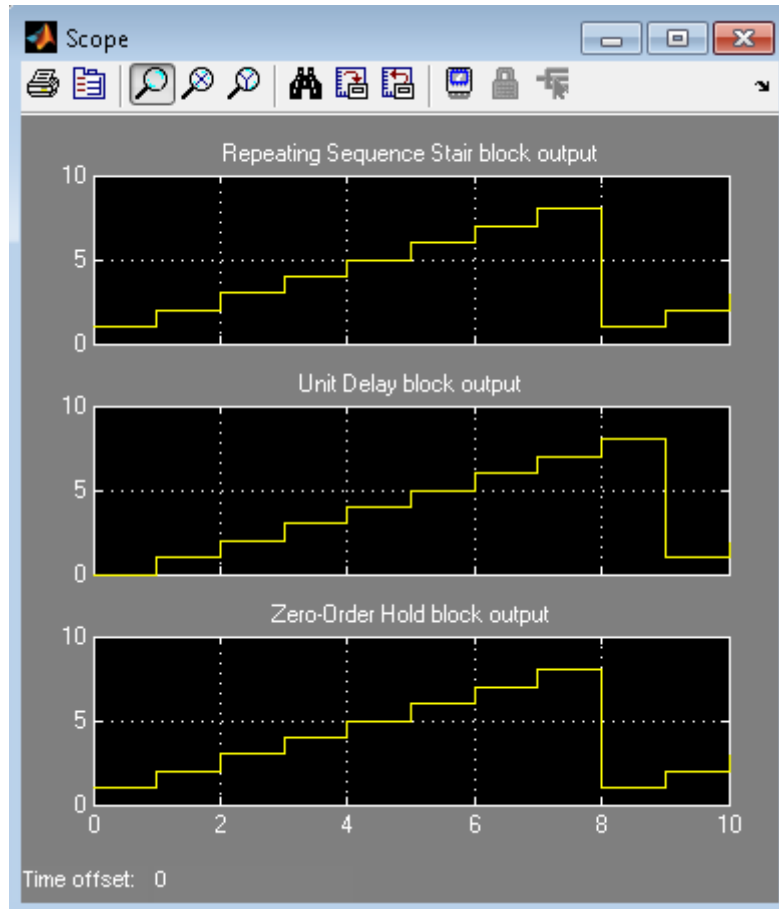 Scope
Repeating Sequence Stair block output
10
5
0
Unit Delay block output
10
5
0
Zero-Order Hold block output
10
5
0
0 2 4 6 8 10
Time offset: 0